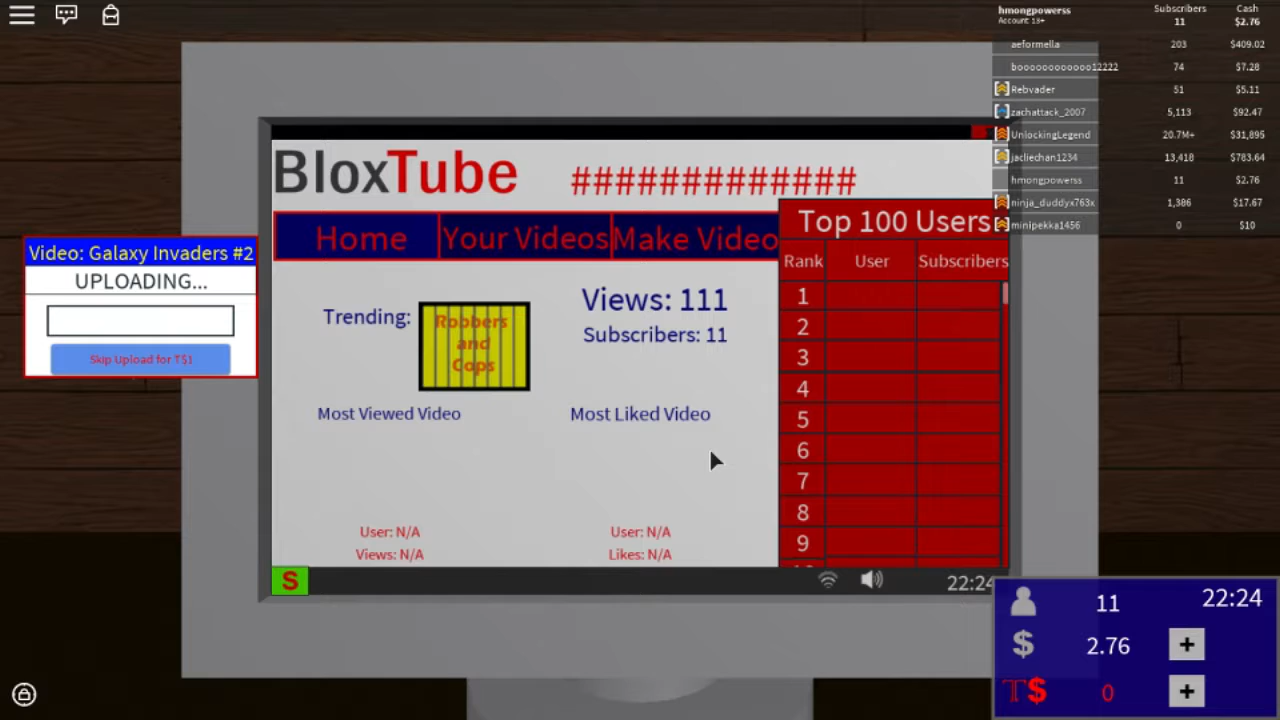 hmongpowerss
Account: 13+
Subscribers
11
Cash
$2.76
aeformella 203 $409.02
boooooooooooo12222 74 $7.28
Rebvader 51 $5.11
zachattack_2007 5,113 $92.47
UnlockingLegend 20.7M+ $31,895
jacliechan1234 13,418 $783.64
hmongpowerss 11 $2.76
ninja_duddyx763x 1,386 $17.67
minipekka1456 0 $10
BloxTube #############
Home Your Videos Make Video
Top 100 Users
Rank User Subscribers
1
2
3
4
5
6
7
8
9
Video: Galaxy Invaders #2
UPLOADING...
Skip Upload for T$1
Trending:
Robbers
and
Cops
Views: 111
Subscribers: 11
Most Viewed Video
Most Liked Video
User: N/A
Views: N/A
User: N/A
Likes: N/A
S
22:24
11 22:24
$ 2.76 +
T$ 0 +